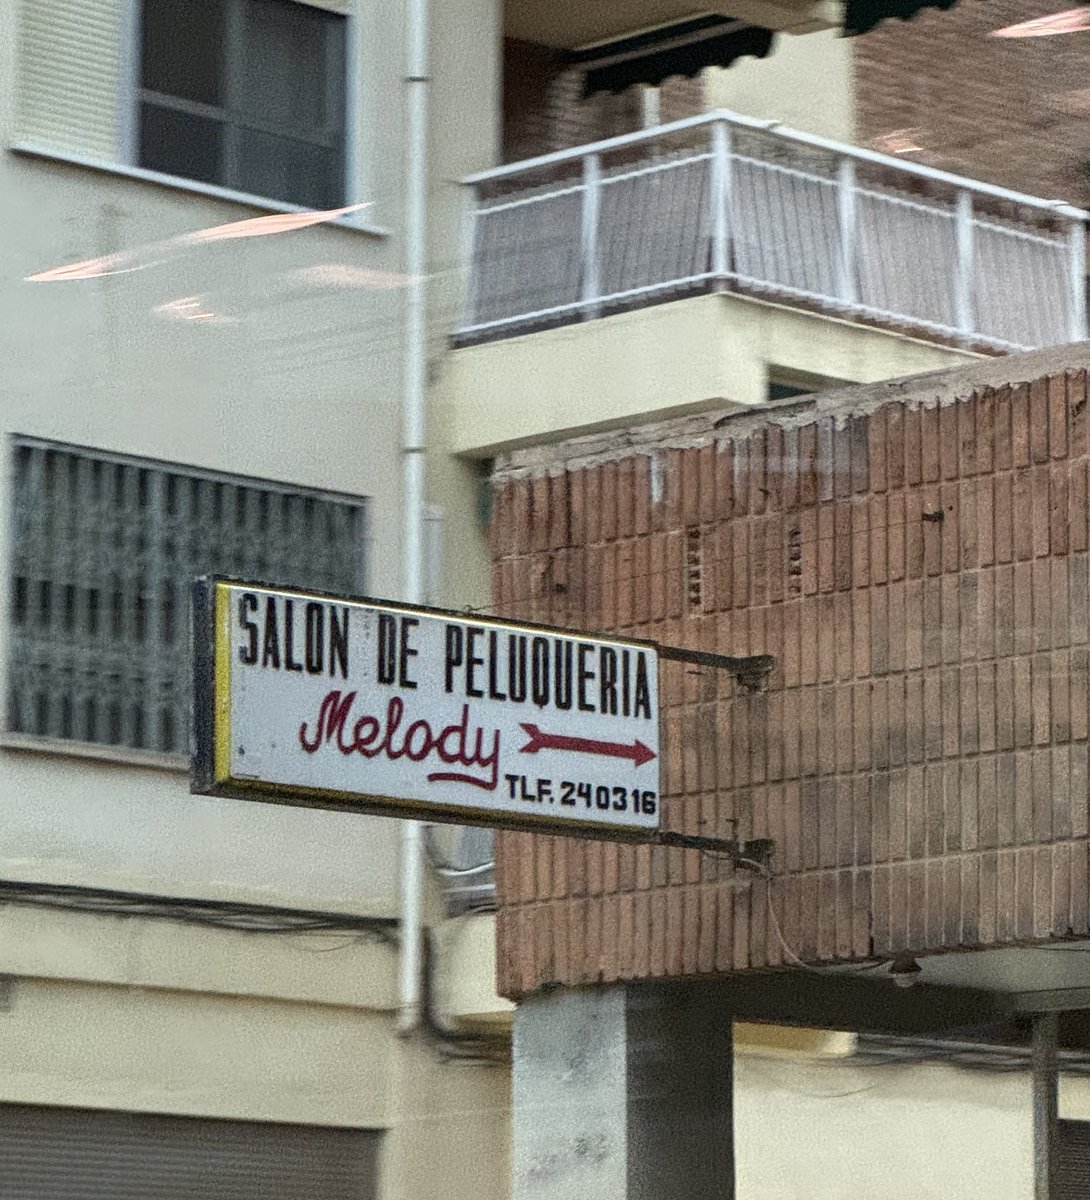 SALON DE PELUQUERIA
Melody
TLF. 240316